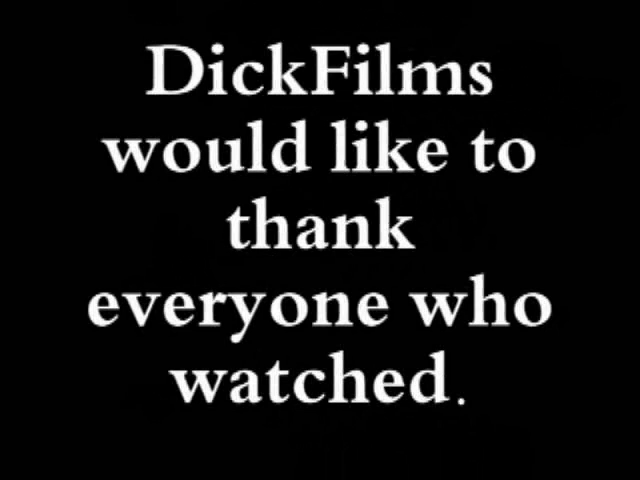 DickFilms
would like to
thank
everyone who
watched.